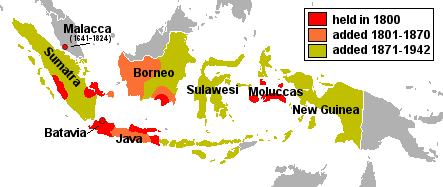 Malacca
(1641-1824)
held in 1800
added 1801-1870
added 1871-1942
Sumatra
Borneo
Sulawesi
Moluccas
New Guinea
Batavia
Java